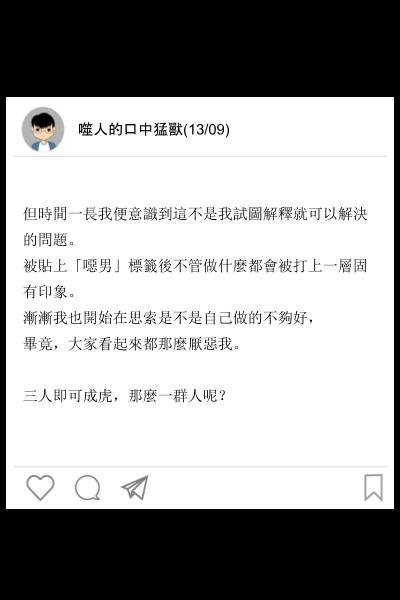 噬人的口中猛獸(13/09)
但時間一長我便意識到這不是我試圖解釋就可以解決
的問題。
被貼上「噁男」標籤後不管做什麼都會被打上一層固
有印象。
漸漸我也開始在思索是不是自己做的不夠好，
畢竟，大家看起來都那麼厭惡我。
三人即可成虎，那麼一群人呢？